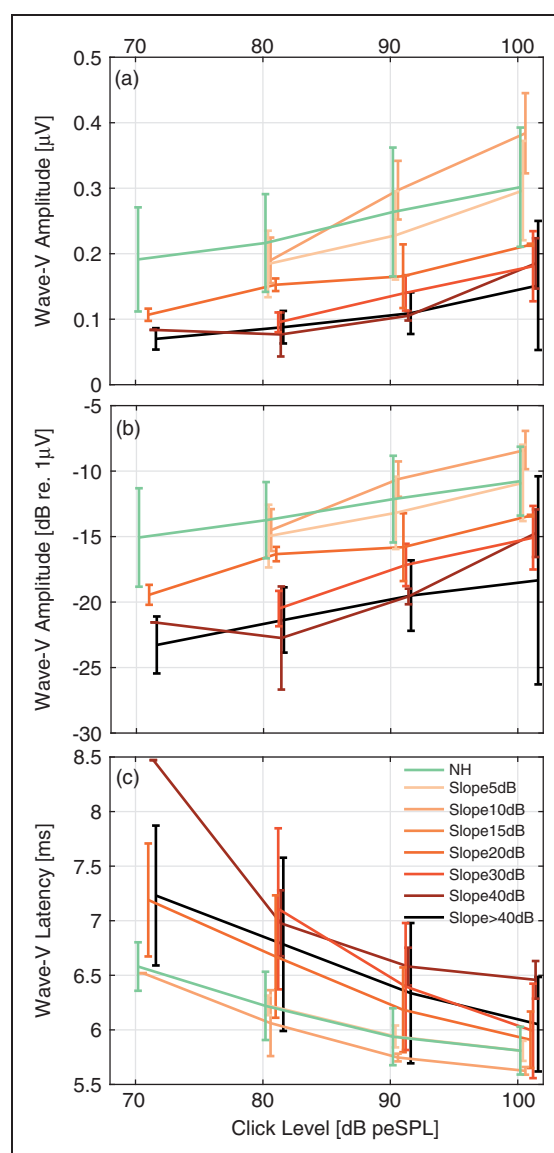 70 80 90 100
(a)
0.5
0.4
0.3
0.2
0.1
0
Wave-V Amplitude [μV]
(b)
-5
-10
-15
-20
-25
-30
Wave-V Amplitude [dB re. 1μV]
(c)
8.5
8
7.5
7
6.5
6
5.5
Wave-V Latency [ms]
NH
Slope5dB
Slope10dB
Slope15dB
Slope20dB
Slope30dB
Slope40dB
Slope>40dB
70 80 90 100
Click Level [dB peSPL]